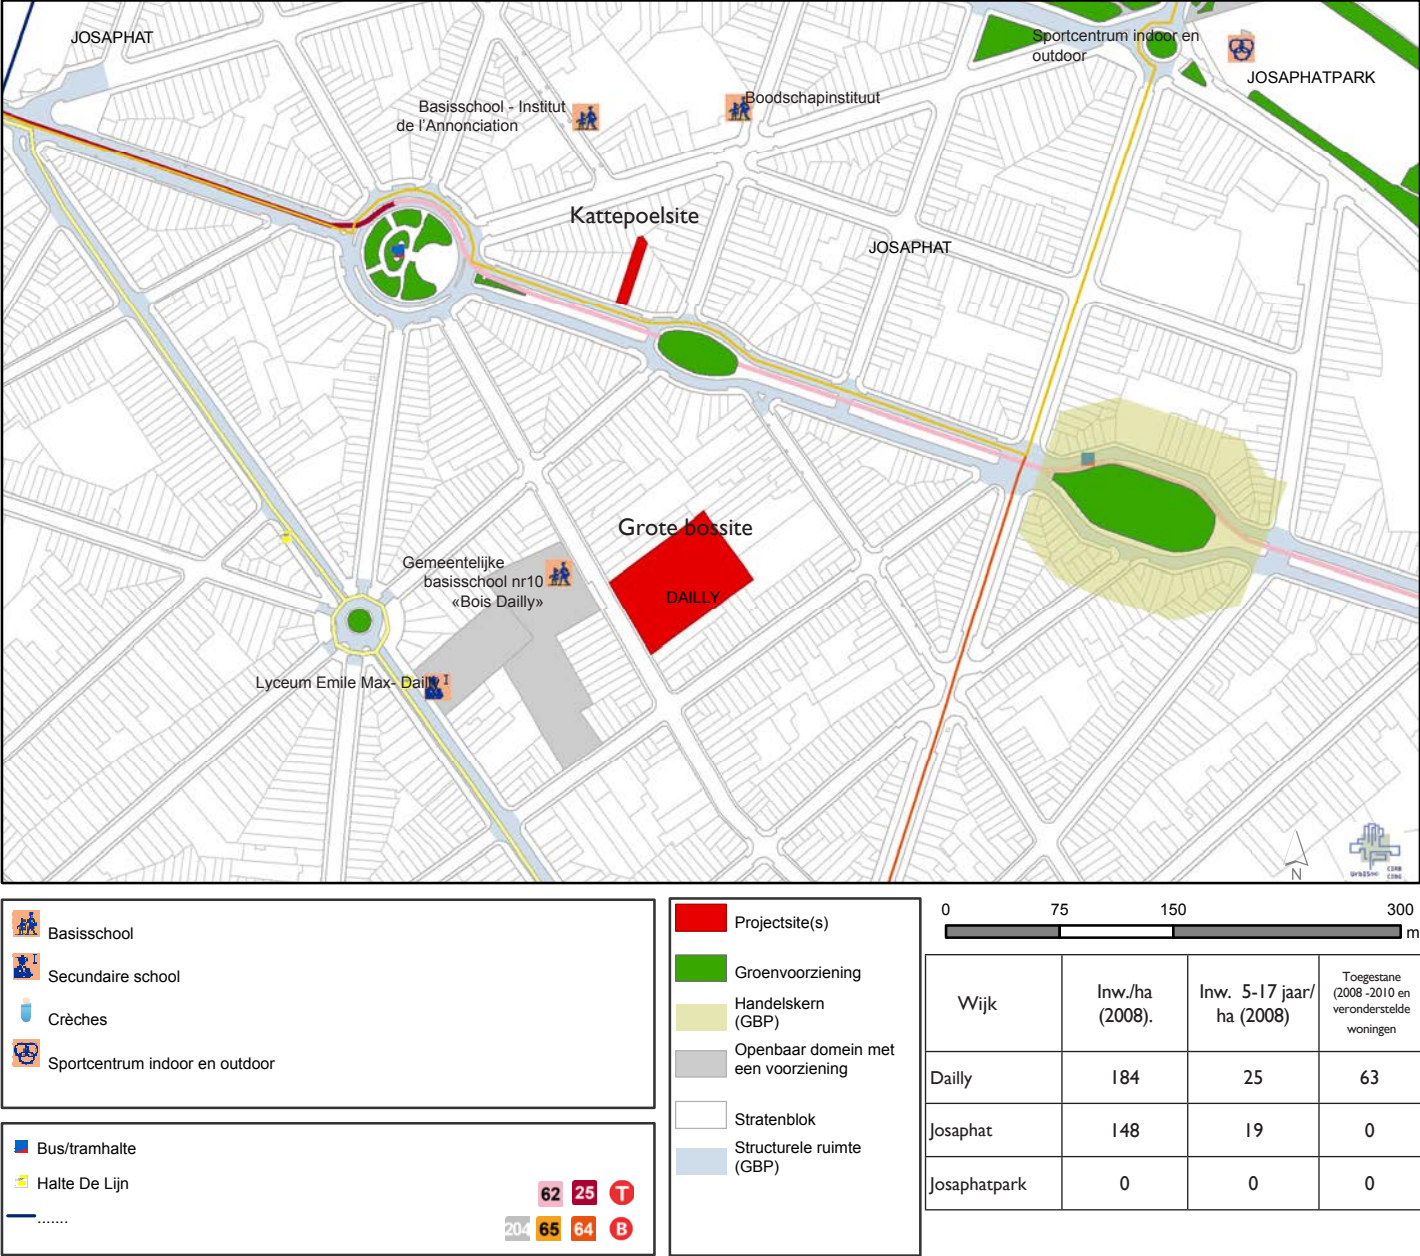 JOSAPHAT
Sportcentrum indoor en
outdoor
JOSAPHATPARK
Basisschool - Institut
de l'Annonciation
Boodschapinstituut
Kattepoelsite
JOSAPHAT
Grote bossite
DAILLY
Gemeentelijke
basisschool nr10
«Bois Dailly»
Lyceum Emile Max- Dailly
I
N
UrbIS
CIRB
CIBG
Basisschool
I
Secundaire school
Crèches
Sportcentrum indoor en outdoor
Bus/tramhalte
Halte De Lijn
.......
62 25 T
204 65 64 B
Projectsite(s)
Groenvoorziening
Handelskern
(GBP)
Openbaar domein met
een voorziening
Stratenblok
Structurele ruimte
(GBP)
0 75 150 300
m
Wijk
Inw./ha
(2008).
Inw. 5-17 jaar/
ha (2008)
Toegestane
(2008 -2010 en
veronderstelde
woningen
Dailly 184 25 63
Josaphat 148 19 0
Josaphatpark 0 0 0